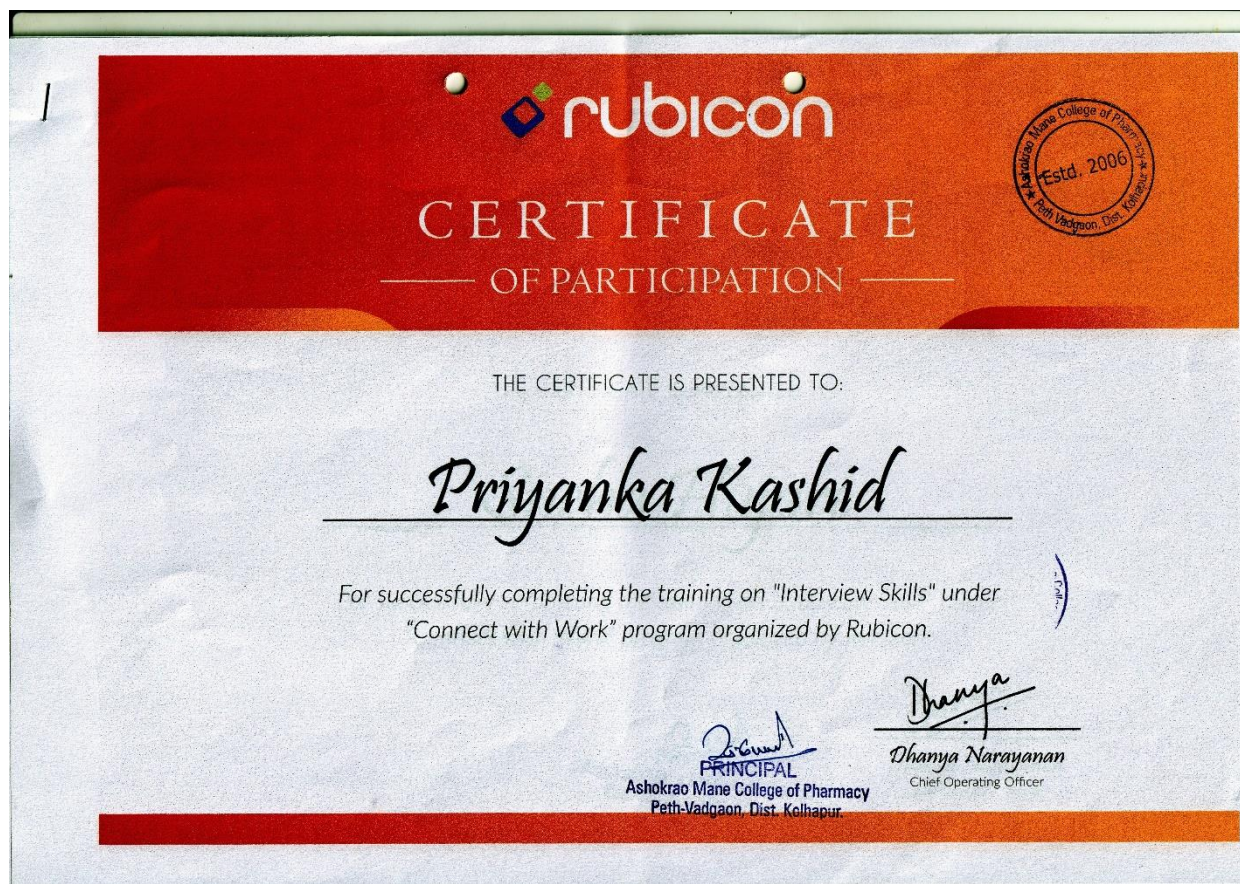 rubicon
Ashokrao Mane College of Pharmacy
Estd. 2006
Peth Vadgaon, Dist. Kolhapur
CERTIFICATE
OF PARTICIPATION
THE CERTIFICATE IS PRESENTED TO:
Priyanka Kashid
For successfully completing the training on "Interview Skills" under
“Connect with Work” program organized by Rubicon.
Dhanya
Dhanya Narayanan
Chief Operating Officer
PRINCIPAL
Ashokrao Mane College of Pharmacy
Peth-Vadgaon, Dist. Kolhapur.